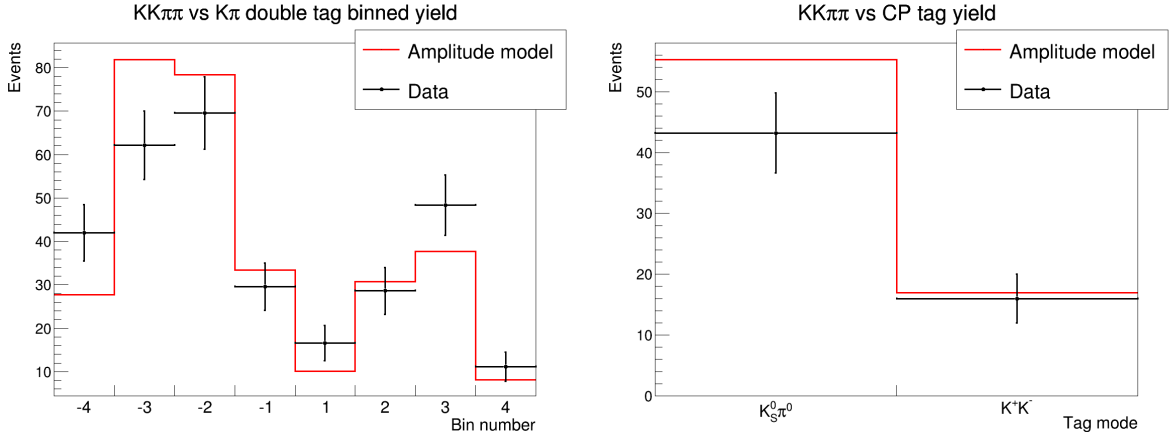 KKππ vs Kπ double tag binned yield
Events
Amplitude model
Data
80
70
60
50
40
30
20
10
-4 -3 -2 -1 1 2 3 4
Bin number
KKππ vs CP tag yield
Events
Amplitude model
Data
50
40
30
20
10
0
K⁰_Sπ⁰ K⁺K⁻
Tag mode